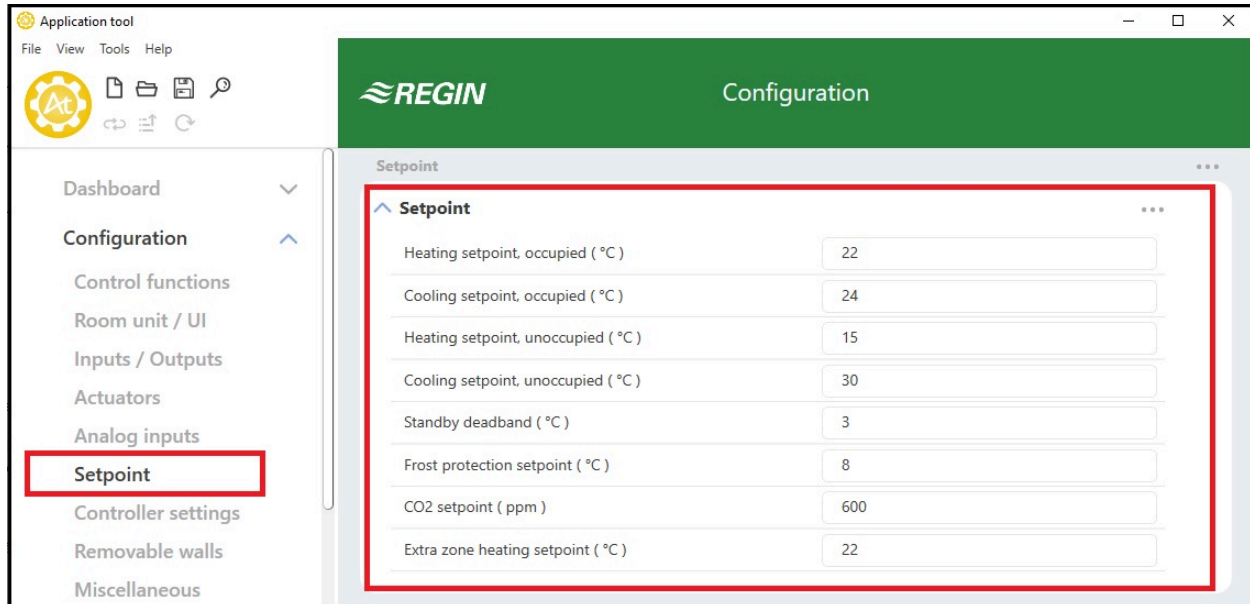 Application tool
File View Tools Help
At
REGIN
Configuration
Dashboard
Configuration
Control functions
Room unit / UI
Inputs / Outputs
Actuators
Analog inputs
Setpoint
Controller settings
Removable walls
Miscellaneous
Setpoint
Setpoint
Heating setpoint, occupied ( °C ) 22
Cooling setpoint, occupied ( °C ) 24
Heating setpoint, unoccupied ( °C ) 15
Cooling setpoint, unoccupied ( °C ) 30
Standby deadband ( °C ) 3
Frost protection setpoint ( °C ) 8
CO2 setpoint ( ppm ) 600
Extra zone heating setpoint ( °C ) 22